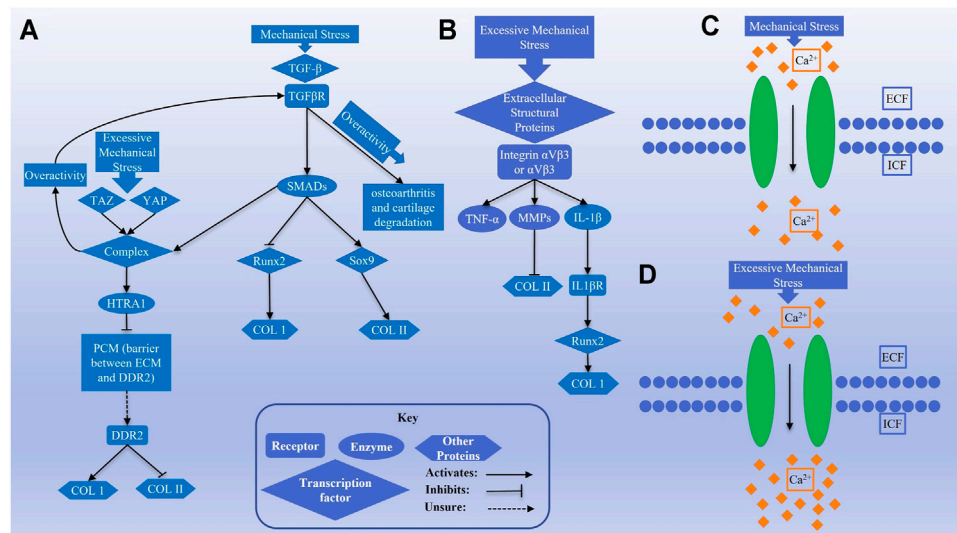 A
Mechanical Stress
TGF-β
TGFβR
Excessive
Mechanical
Stress
Overactivity
Overactivity
TAZ
YAP
SMADs
osteoarthritis
and cartilage
degradation
Complex
Runx2
Sox9
HTRA1
COL 1
COL II
PCM (barrier
between ECM
and DDR2)
DDR2
COL 1
COL II
B
Excessive Mechanical
Stress
Extracellular
Structural
Proteins
Integrin αVβ3
or αVβ3
TNF-α
MMPs
IL-1β
COL II
IL1βR
Runx2
COL 1
C
Mechanical Stress
Ca²⁺
ECF
ICF
Ca²⁺
D
Excessive Mechanical
Stress
Ca²⁺
ECF
ICF
Ca²⁺
Key
Receptor
Enzyme
Other
Proteins
Transcription
factor
Activates:
Inhibits:
Unsure: